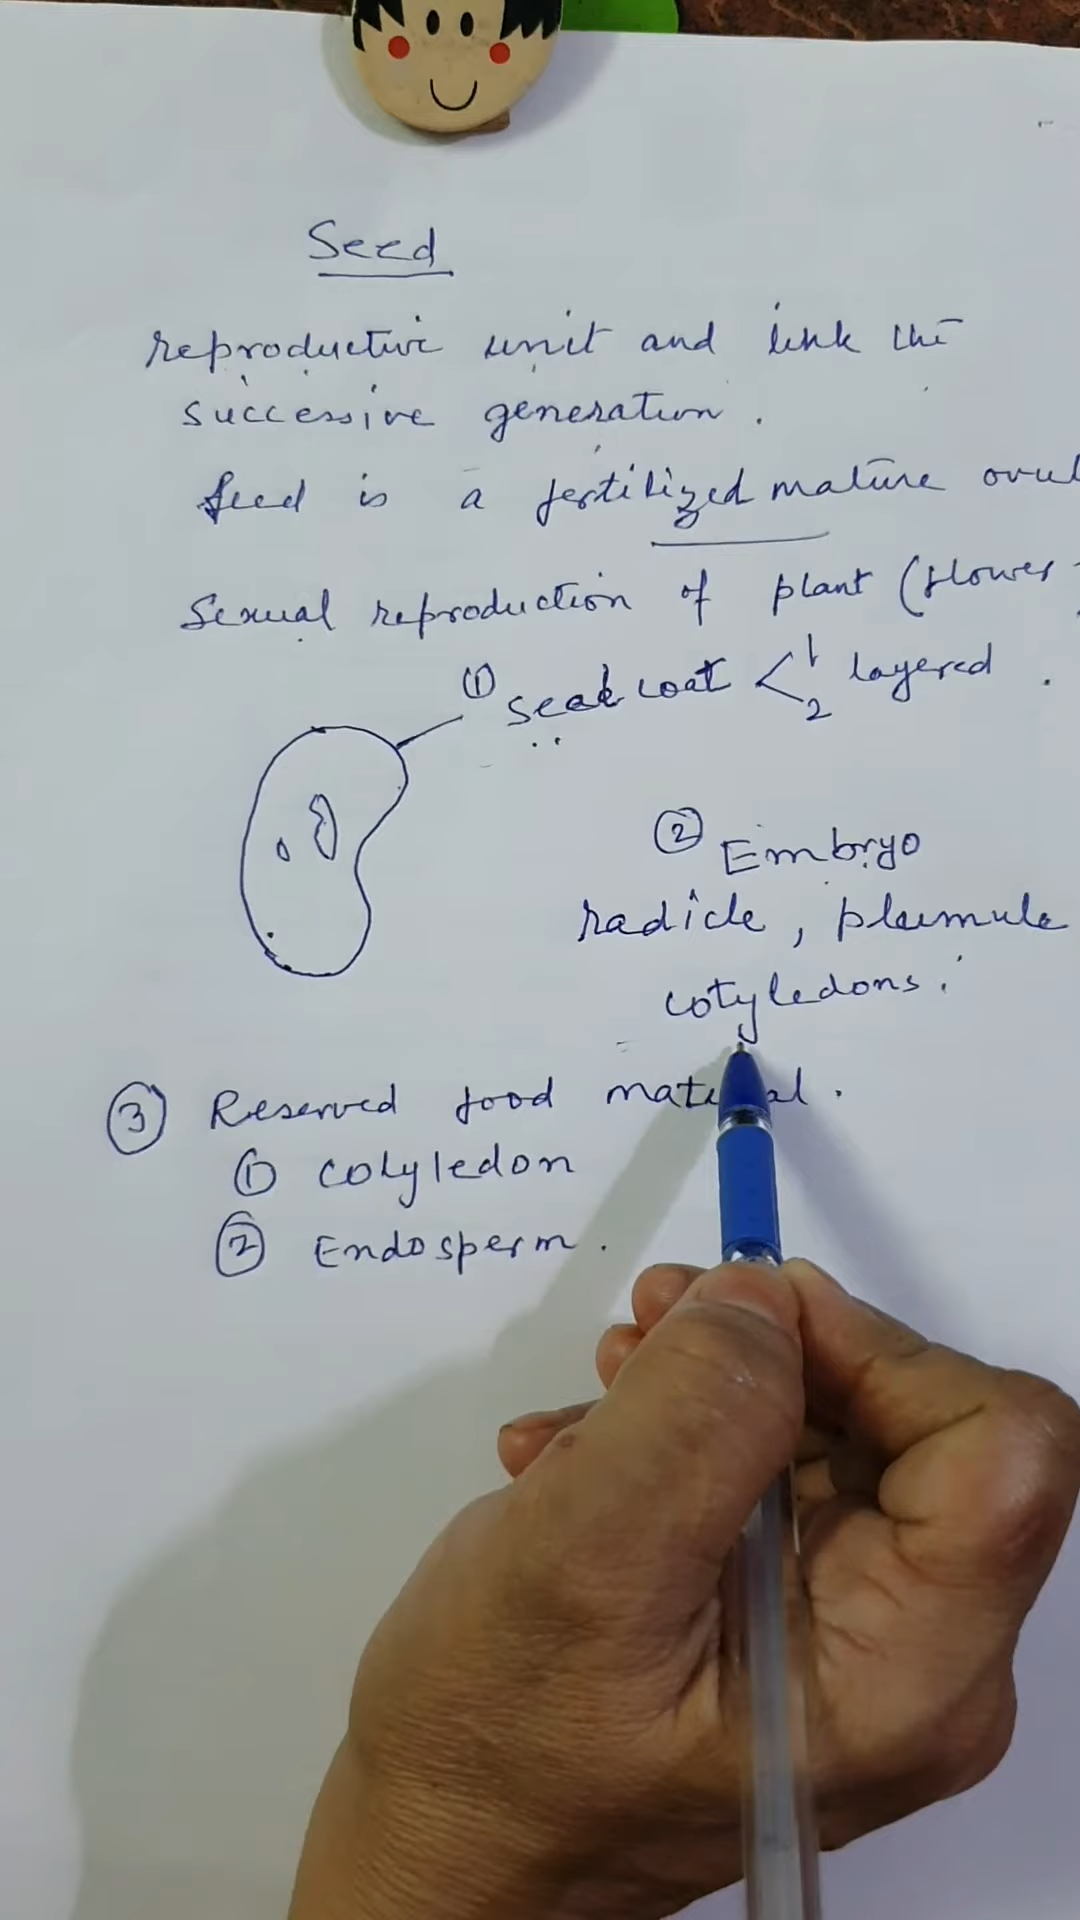 Seed
reproductive unit and link the
successive generation.
Seed is a fertilized mature ovul
Sexual reproduction of plant (flower
① Seed coat < 1 2 layered.
② Embryo
radicle, plumule
cotyledons.
③ Reserved food material.
① cotyledon
② Endosperm.